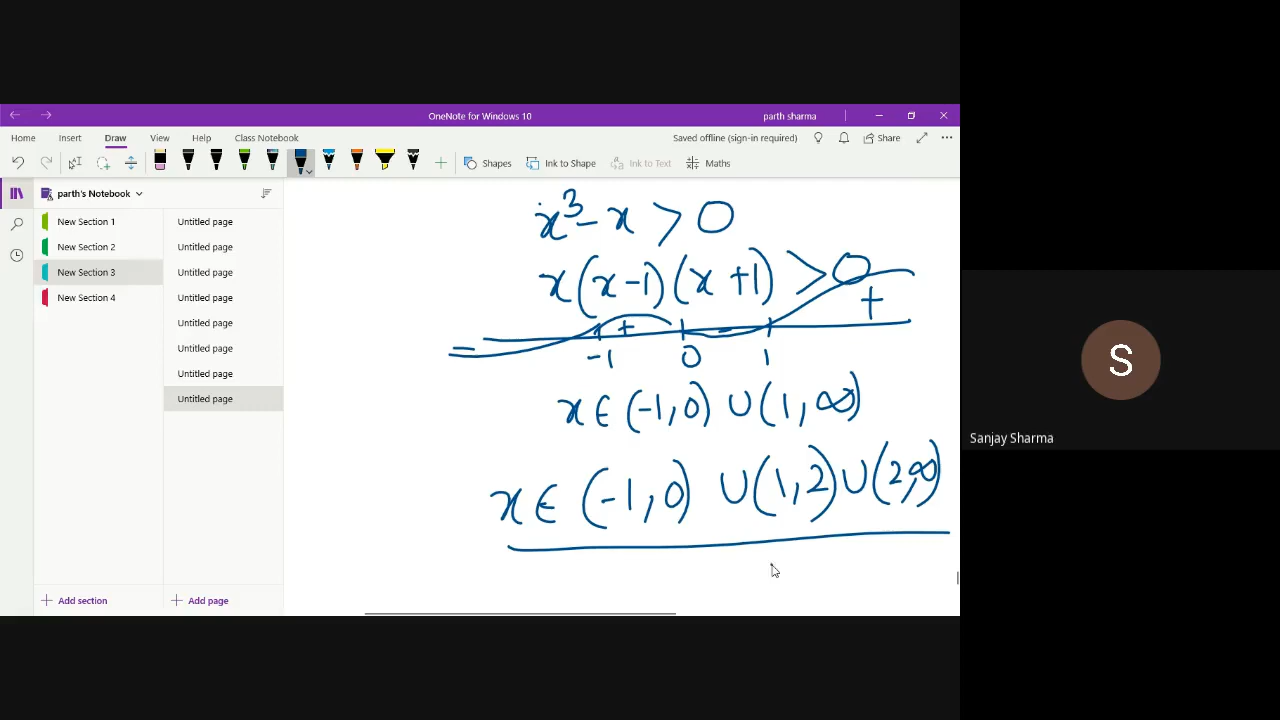 OneNote for Windows 10
parth sharma
Home Insert Draw View Help Class Notebook
Saved offline (sign-in required)
Share
Shapes
Ink to Shape
Ink to Text
Maths
parth's Notebook
New Section 1
New Section 2
New Section 3
New Section 4
Untitled page
Untitled page
Untitled page
Untitled page
Untitled page
Untitled page
Untitled page
Untitled page
Add section
Add page
x³-x > 0
x(x-1)(x+1) > 0
+ - +
-1 0 1
=
x ∈ (-1,0) ∪ (1,∞)
x ∈ (-1,0) ∪ (1,2) ∪ (2,∞)
S
Sanjay Sharma